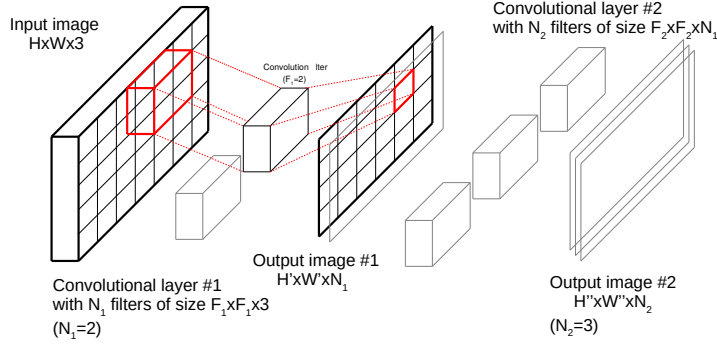 Input image
HxWx3
Convolution lter
(F₁=2)
Convolutional layer #2
with N₂ filters of size F₂xF₂xN₁
Convolutional layer #1
with N₁ filters of size F₁xF₁x3
(N₁=2)
Output image #1
H'xW'xN₁
Output image #2
H''xW''xN₂
(N₂=3)